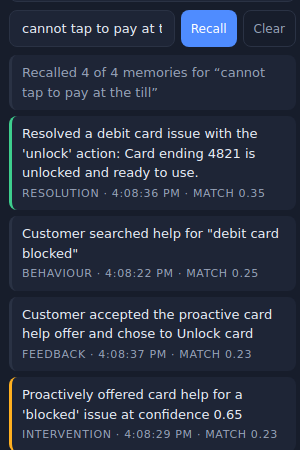 cannot tap to pay at t
Recall
Clear
Recalled 4 of 4 memories for “cannot
tap to pay at the till”
Resolved a debit card issue with the
'unlock' action: Card ending 4821 is
unlocked and ready to use.
RESOLUTION · 4:08:36 PM · MATCH 0.35
Customer searched help for "debit card
blocked"
BEHAVIOUR · 4:08:22 PM · MATCH 0.25
Customer accepted the proactive card
help offer and chose to Unlock card
FEEDBACK · 4:08:37 PM · MATCH 0.23
Proactively offered card help for a
'blocked' issue at confidence 0.65
INTERVENTION · 4:08:29 PM · MATCH 0.23